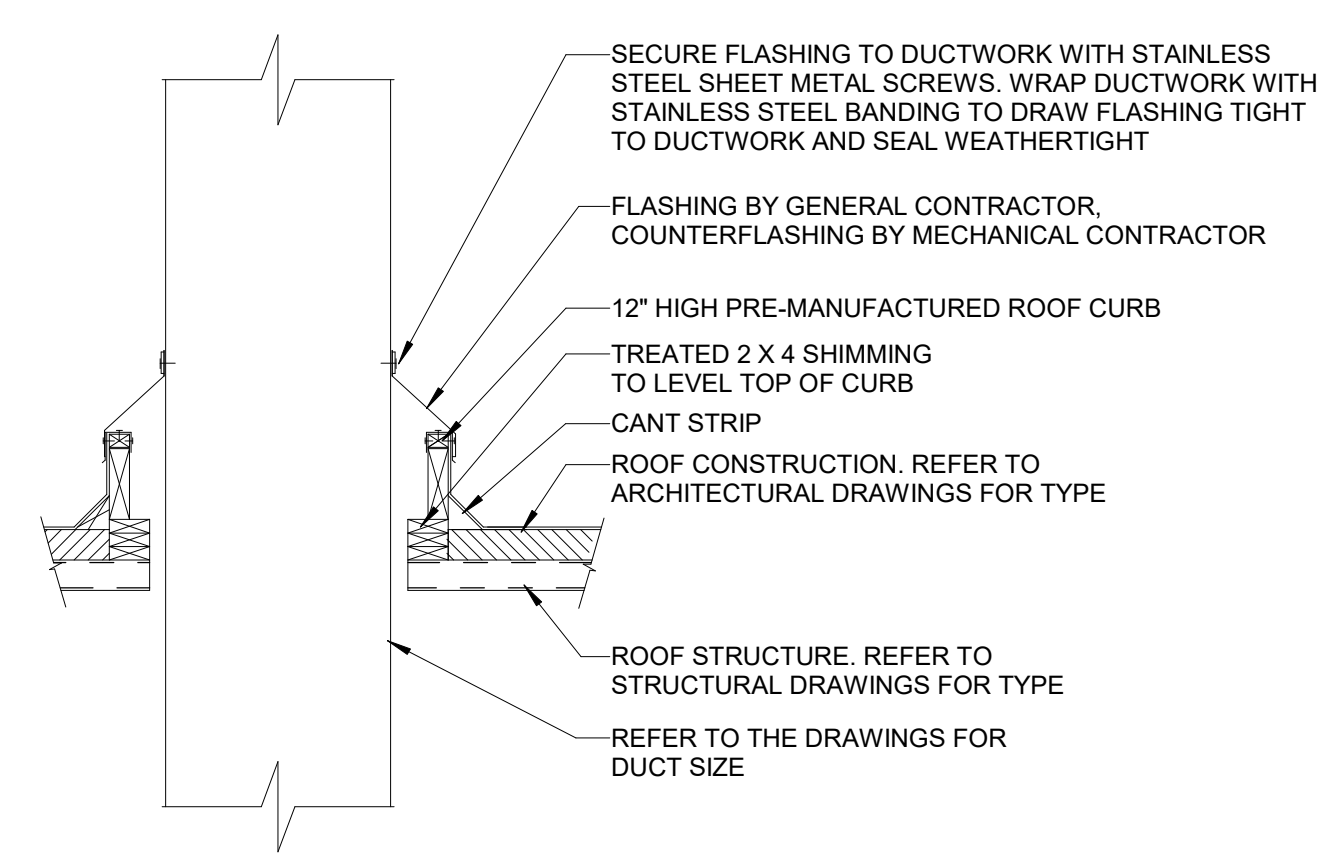 SECURE FLASHING TO DUCTWORK WITH STAINLESS
STEEL SHEET METAL SCREWS. WRAP DUCTWORK WITH
STAINLESS STEEL BANDING TO DRAW FLASHING TIGHT
TO DUCTWORK AND SEAL WEATHERTIGHT
FLASHING BY GENERAL CONTRACTOR,
COUNTERFLASHING BY MECHANICAL CONTRACTOR
12" HIGH PRE-MANUFACTURED ROOF CURB
TREATED 2 X 4 SHIMMING
TO LEVEL TOP OF CURB
CANT STRIP
ROOF CONSTRUCTION. REFER TO
ARCHITECTURAL DRAWINGS FOR TYPE
ROOF STRUCTURE. REFER TO
STRUCTURAL DRAWINGS FOR TYPE
REFER TO THE DRAWINGS FOR
DUCT SIZE